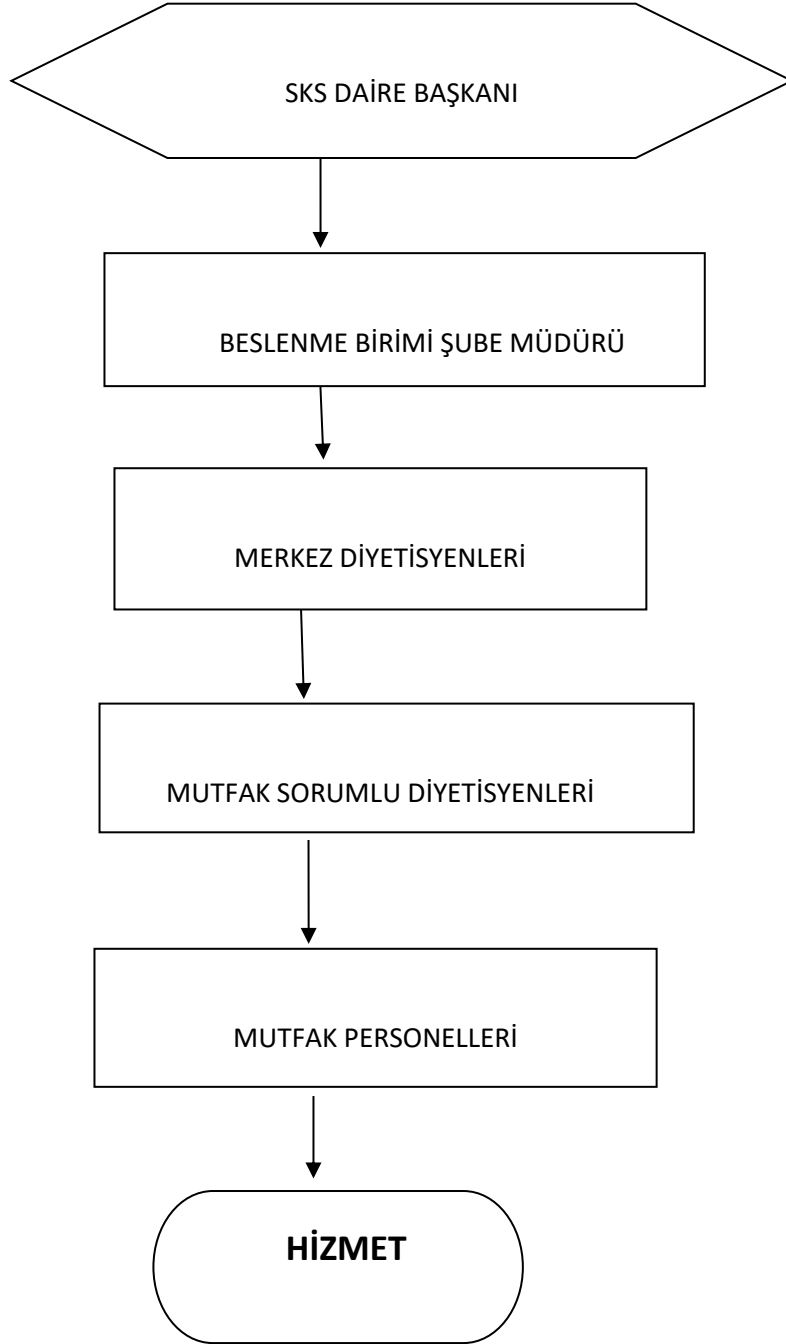 SKS DAİRE BAŞKANI
BESLENME BİRİMİ ŞUBE MÜDÜRÜ
MERKEZ DİYETİSYENLERİ
MUTFAK SORUMLU DİYETİSYENLERİ
MUTFAK PERSONELLERİ
HİZMET